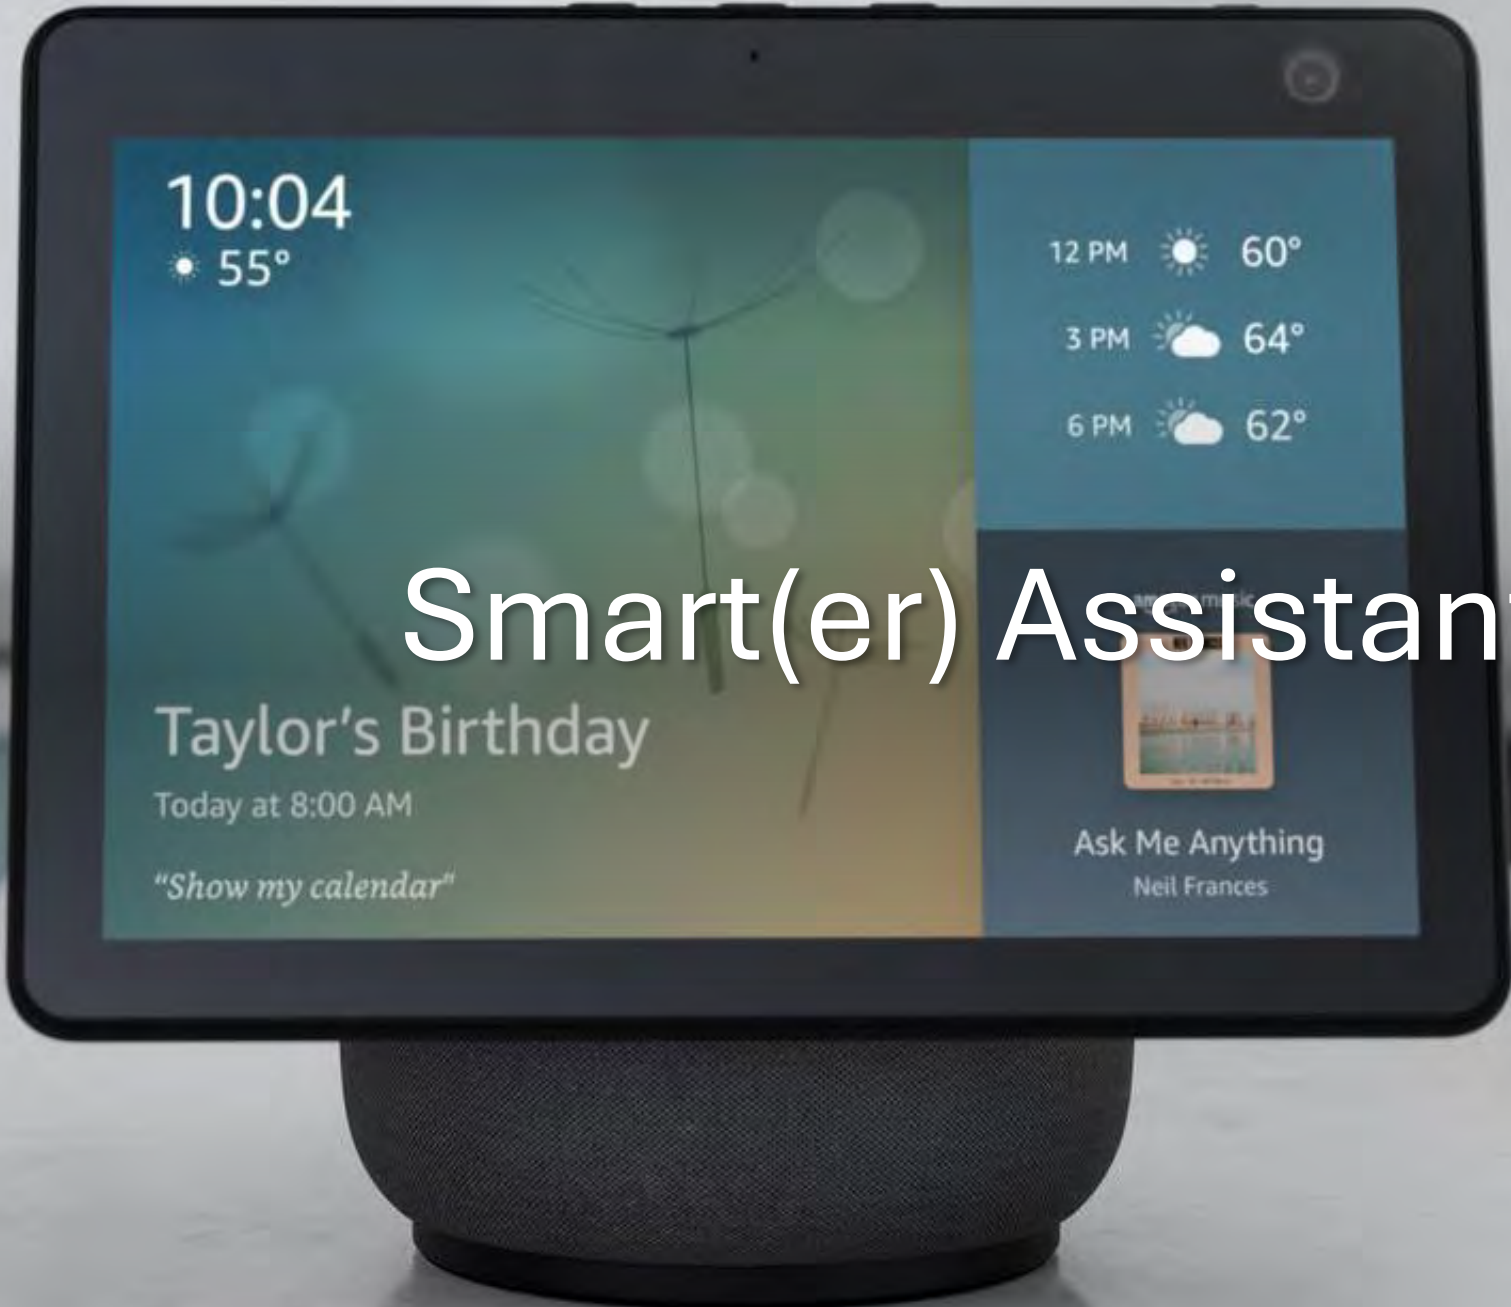 10:04
55°
12 PM 60°
3 PM 64°
6 PM 62°
Smart(er) Assistan
Taylor's Birthday
Today at 8:00 AM
“Show my calendar“
Ask Me Anything
Neil Frances